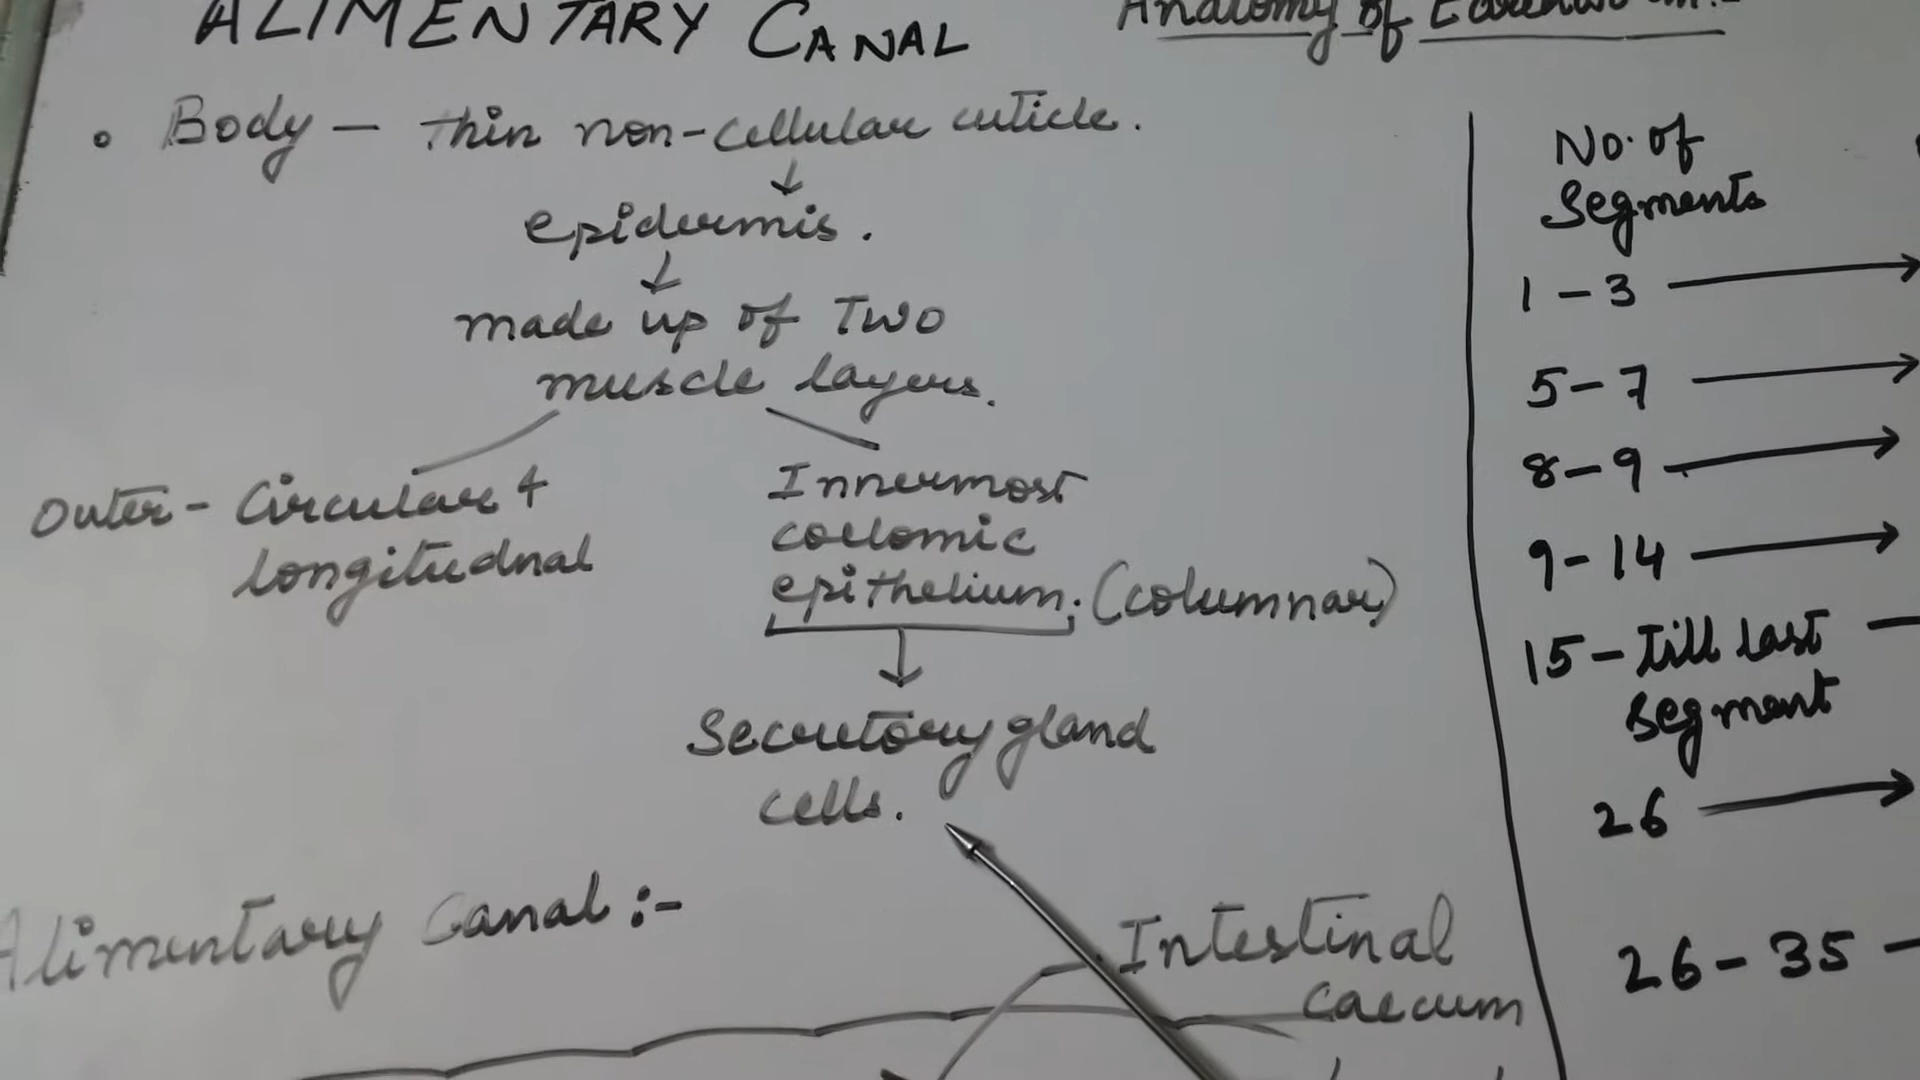 ALIMENTARY CANAL
Anatomy of
• Body – Thin non-cellular cuticle.
↓
epidermis.
↓
made up of Two
muscle layers.
Outer - Circular +
longitudnal
Innermost
coelomic
epithelium. (columnar)
↓
Secretory gland
cells.
Alimentary Canal :-
Intestinal
caecum
No. of
Segments
1 – 3 →
5 – 7 →
8 – 9 →
9 – 14 →
15 – till last –
segment
26 →
26 – 35 –